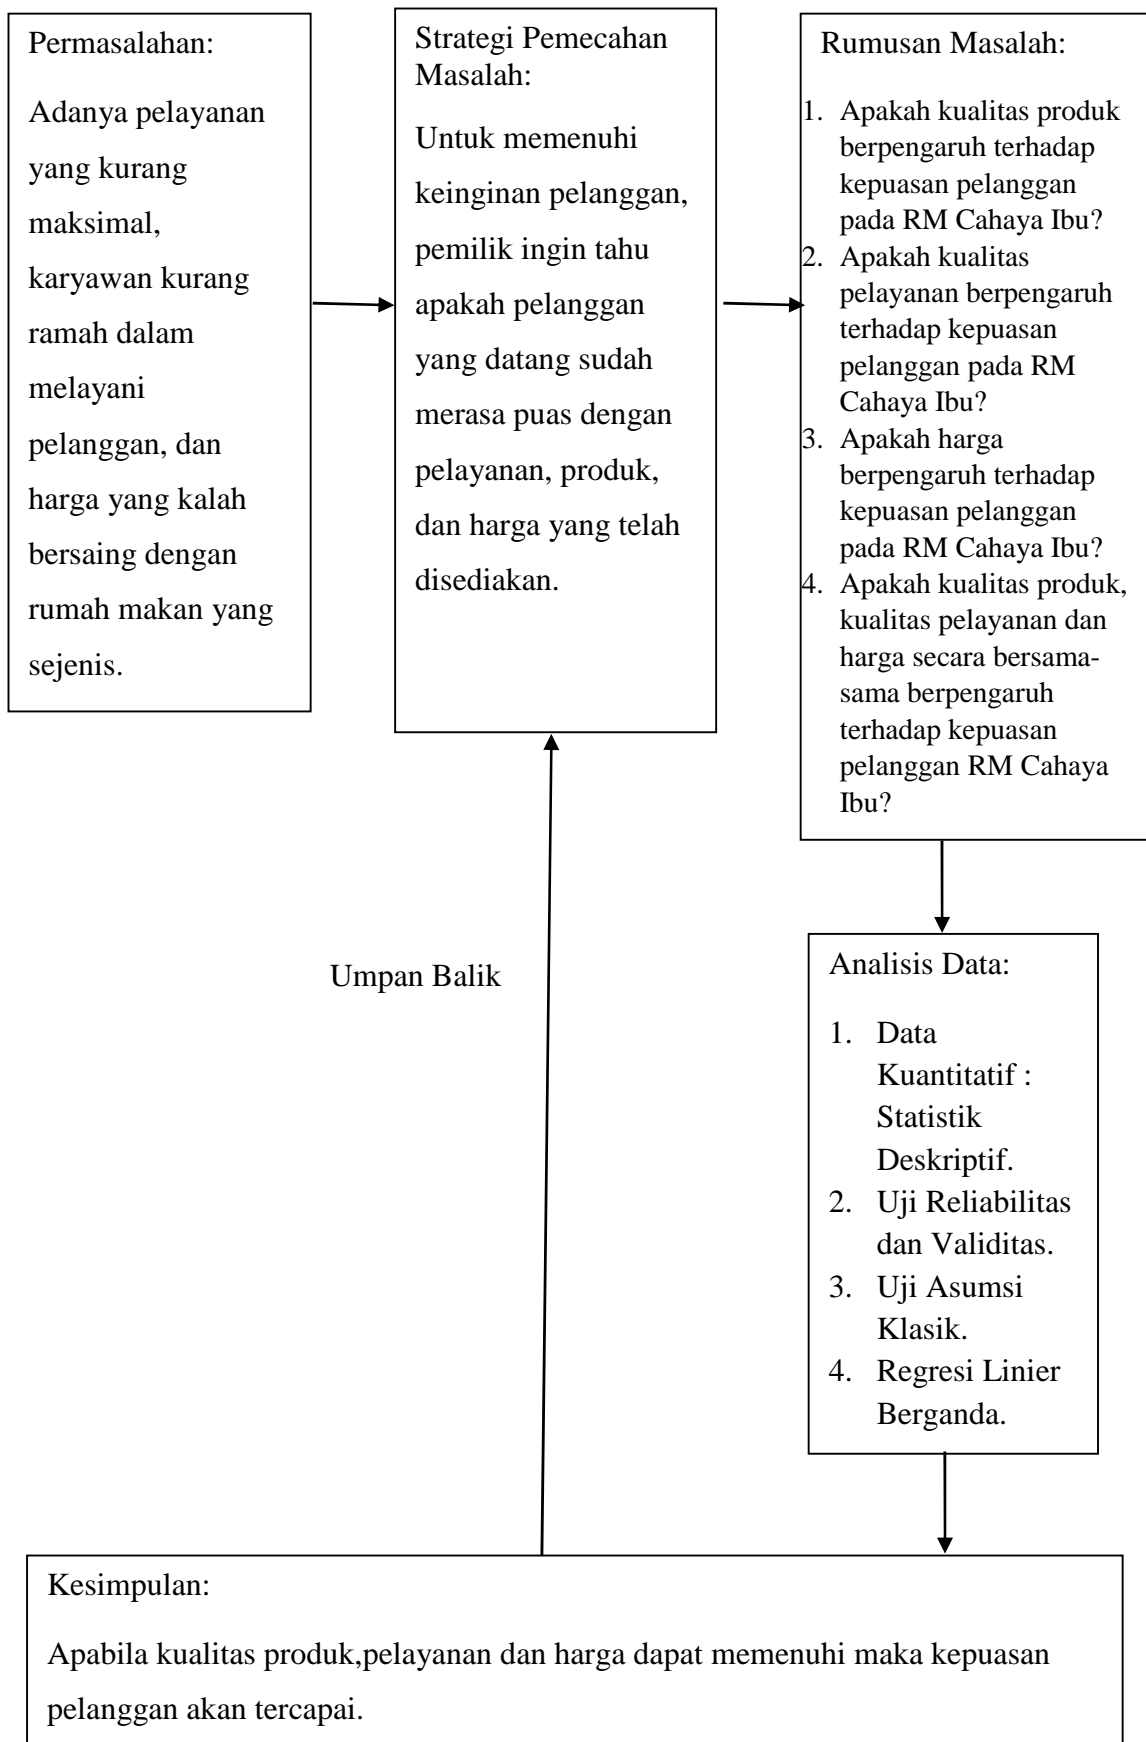 Permasalahan:
Adanya pelayanan
yang kurang
maksimal,
karyawan kurang
ramah dalam
melayani
pelanggan, dan
harga yang kalah
bersaing dengan
rumah makan yang
sejenis.
Strategi Pemecahan
Masalah:
Untuk memenuhi
keinginan pelanggan,
pemilik ingin tahu
apakah pelanggan
yang datang sudah
merasa puas dengan
pelayanan, produk,
dan harga yang telah
disediakan.
Rumusan Masalah:
1. Apakah kualitas produk
berpengaruh terhadap
kepuasan pelanggan
pada RM Cahaya Ibu?
2. Apakah kualitas
pelayanan berpengaruh
terhadap kepuasan
pelanggan pada RM
Cahaya Ibu?
3. Apakah harga
berpengaruh terhadap
kepuasan pelanggan
pada RM Cahaya Ibu?
4. Apakah kualitas produk,
kualitas pelayanan dan
harga secara bersama-
sama berpengaruh
terhadap kepuasan
pelanggan RM Cahaya
Ibu?
Umpan Balik
Analisis Data:
1. Data
Kuantitatif :
Statistik
Deskriptif.
2. Uji Reliabilitas
dan Validitas.
3. Uji Asumsi
Klasik.
4. Regresi Linier
Berganda.
Kesimpulan:
Apabila kualitas produk,pelayanan dan harga dapat memenuhi maka kepuasan
pelanggan akan tercapai.